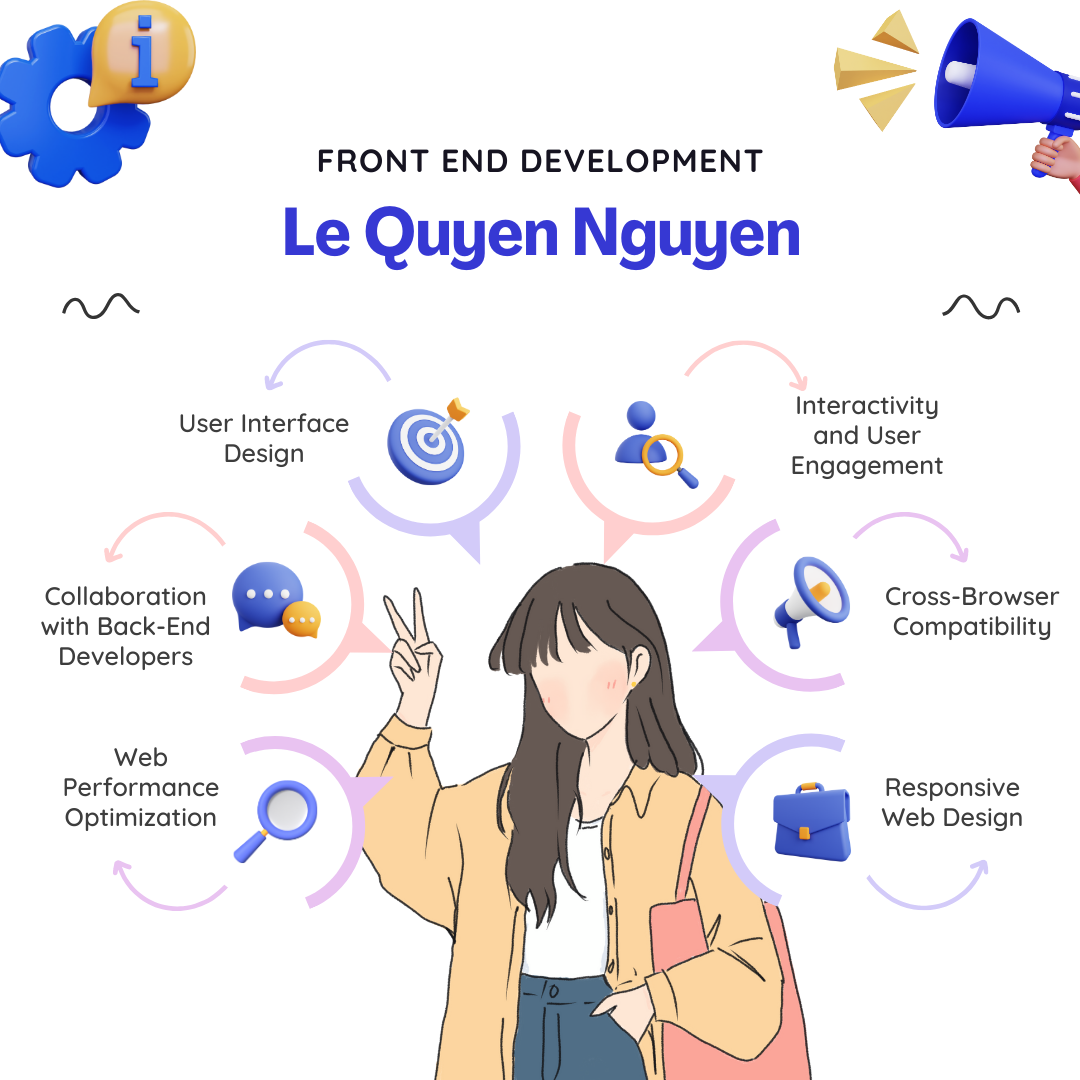 i
FRONT END DEVELOPMENT
Le Quyen Nguyen
User Interface
Design
Interactivity
and User
Engagement
Collaboration
with Back-End
Developers
Cross-Browser
Compatibility
Web
Performance
Optimization
Responsive
Web Design